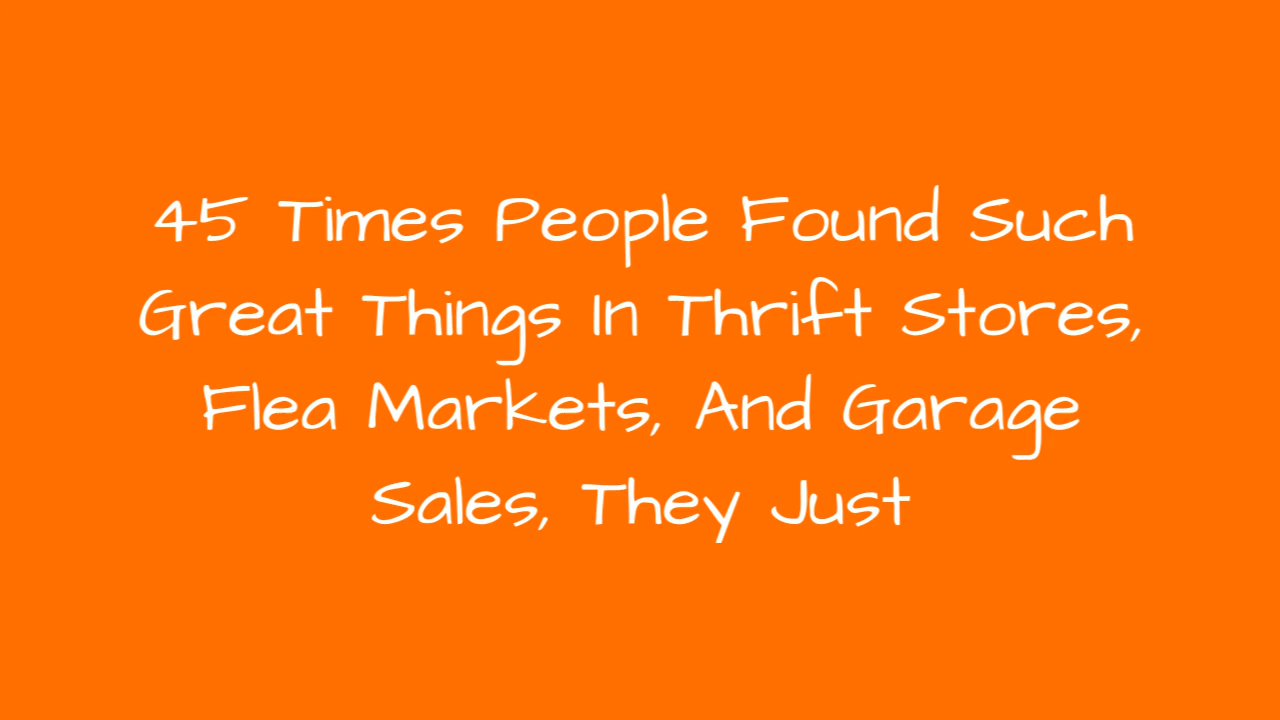 45 Times People Found Such
Great Things In Thrift Stores,
Flea Markets, And Garage
Sales, They Just